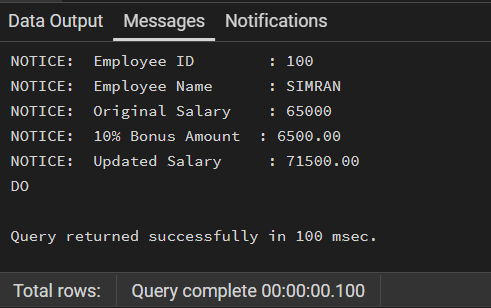 Data Output Messages Notifications
NOTICE:  Employee ID        : 100
NOTICE:  Employee Name      : SIMRAN
NOTICE:  Original Salary    : 65000
NOTICE:  10% Bonus Amount  : 6500.00
NOTICE:  Updated Salary     : 71500.00
DO
Query returned successfully in 100 msec.
Total rows: Query complete 00:00:00.100